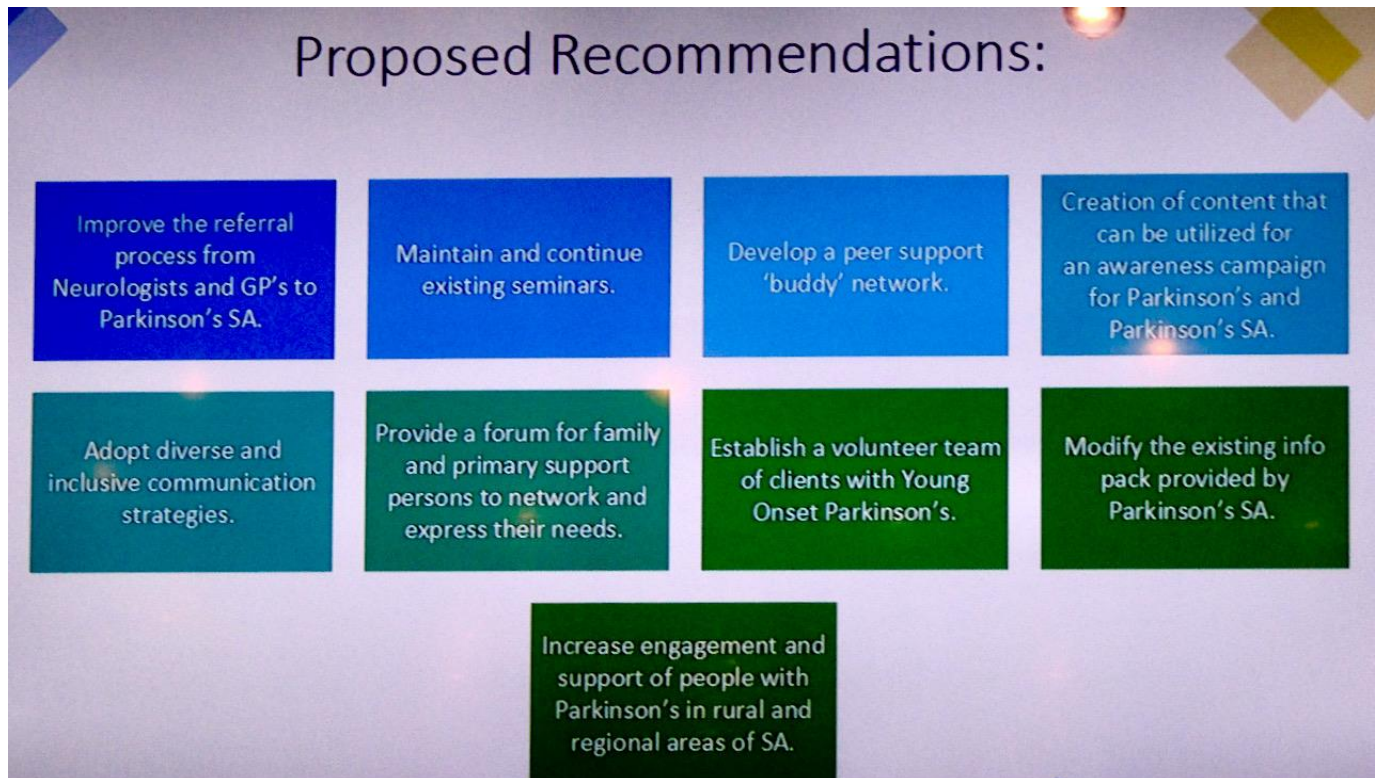 Proposed Recommendations:
Improve the referral
process from
Neurologists and GP's to
Parkinson's SA.
Maintain and continue
existing seminars.
Develop a peer support
'buddy' network.
Creation of content that
can be utilized for
an awareness campaign
for Parkinson's and
Parkinson's SA.
Adopt diverse and
inclusive communication
strategies.
Provide a forum for family
and primary support
persons to network and
express their needs.
Establish a volunteer team
of clients with Young
Onset Parkinson's.
Modify the existing info
pack provided by
Parkinson's SA.
Increase engagement and
support of people with
Parkinson's in rural and
regional areas of SA.